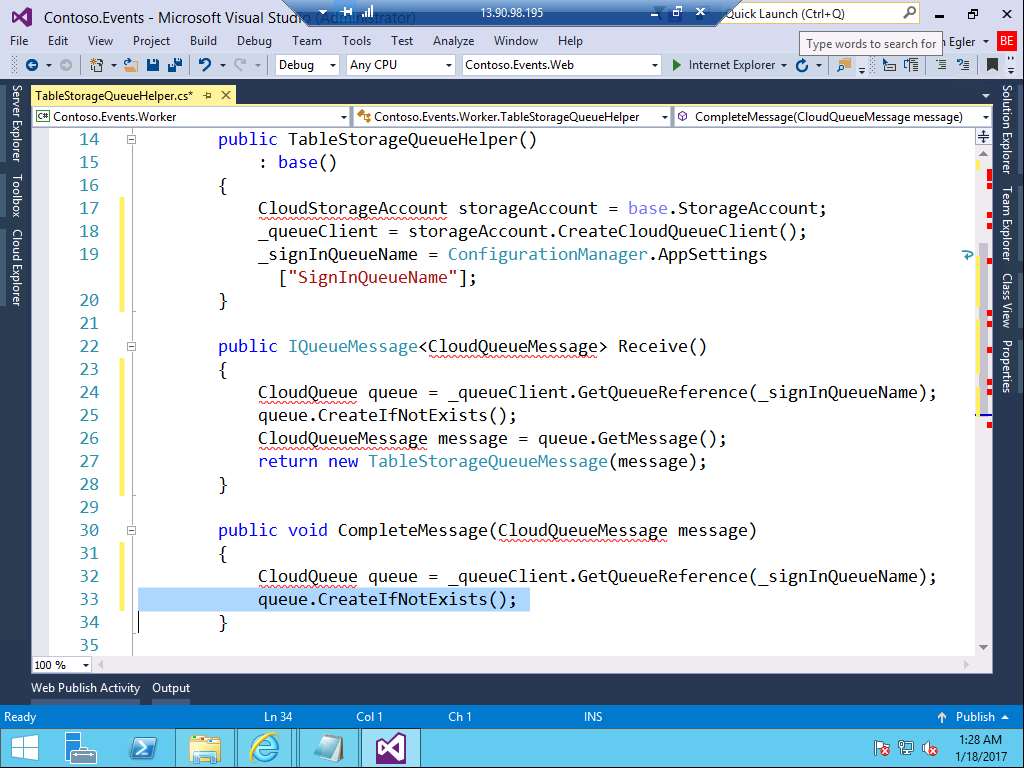 Contoso.Events - Microsoft Visual Studio (Administrator)
13.90.98.195
Quick Launch (Ctrl+Q)
File Edit View Project Build Debug Team Tools Test Analyze Window Help
Type words to search for
n Egler
BE
Debug Any CPU Contoso.Events.Web Internet Explorer
TableStorageQueueHelper.cs*
C# Contoso.Events.Worker Contoso.Events.Worker.TableStorageQueueHelper CompleteMessage(CloudQueueMessage message)
Server Explorer
Toolbox
Cloud Explorer
14 public TableStorageQueueHelper()
15 : base()
16 {
17 CloudStorageAccount storageAccount = base.StorageAccount;
18 _queueClient = storageAccount.CreateCloudQueueClient();
19 _signInQueueName = ConfigurationManager.AppSettings
["SignInQueueName"];
20 }
21
22 public IQueueMessage<CloudQueueMessage> Receive()
23 {
24 CloudQueue queue = _queueClient.GetQueueReference(_signInQueueName);
25 queue.CreateIfNotExists();
26 CloudQueueMessage message = queue.GetMessage();
27 return new TableStorageQueueMessage(message);
28 }
29
30 public void CompleteMessage(CloudQueueMessage message)
31 {
32 CloudQueue queue = _queueClient.GetQueueReference(_signInQueueName);
33 queue.CreateIfNotExists();
34 }
35
Solution Explorer
Team Explorer
Class View
Properties
100 %
Web Publish Activity Output
Ready Ln 34 Col 1 Ch 1 INS Publish
1:28 AM
1/18/2017